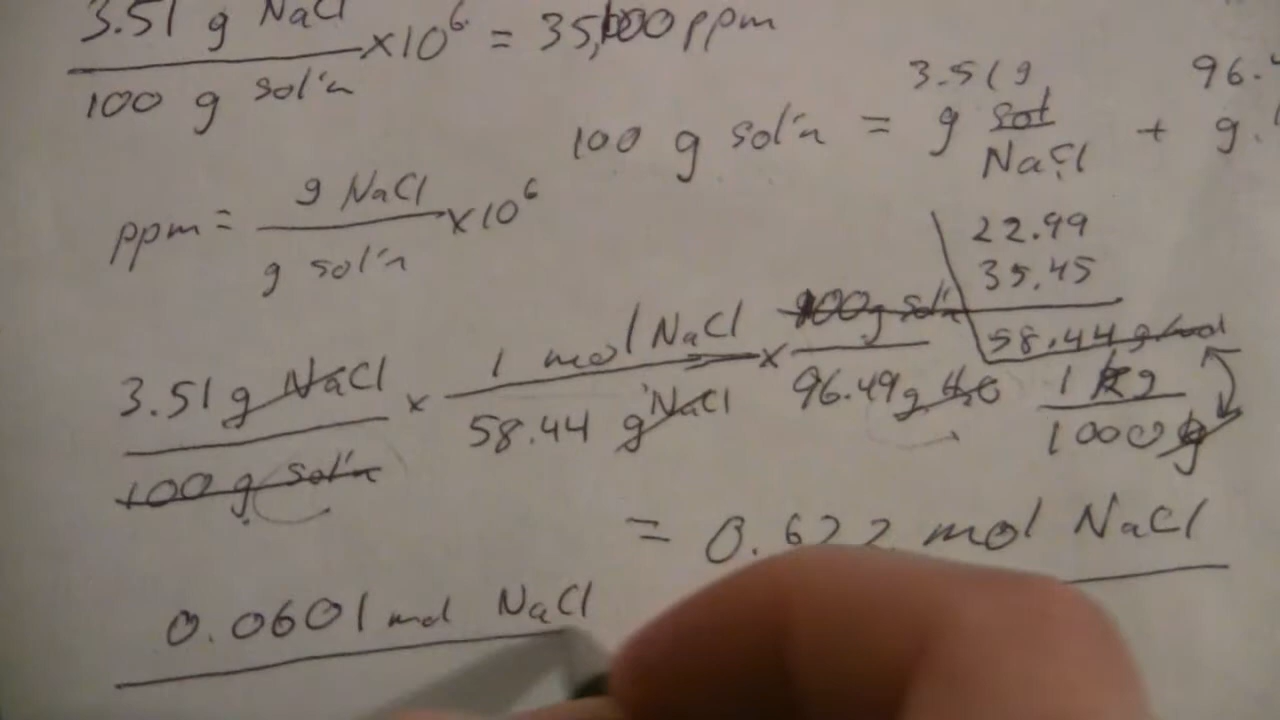 3.51 g NaCl
———————— ×10⁶ = 35,100 ppm
100 g sol'n
3.51 g 96.
100 g sol'n = g sol + g.
NaCl
ppm = g NaCl / g sol'n ×10⁶
22.99
35.45
58.44 g/mol
3.51 g NaCl / 100 g sol'n × 1 mol NaCl / 58.44 g NaCl × 100 g sol'n / 96.49 g H₂O 1 kg / 1000 g
= 0.622 mol NaCl
0.0601 mol NaCl